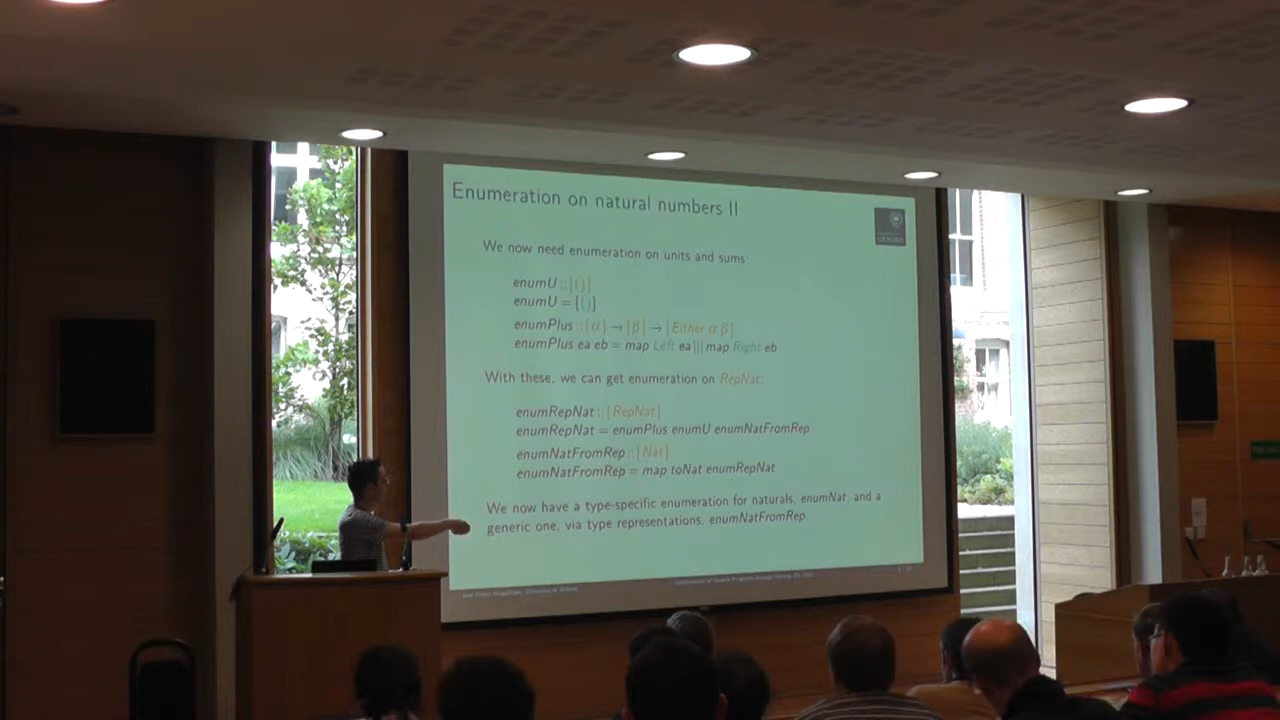 Enumeration on natural numbers II
We now need enumeration on units and sums
enumU :: [()]
enumU = [()]
enumPlus :: [α] → [β] → [Either α β]
enumPlus ea eb = map Left ea ||| map Right eb
With these, we can get enumeration on RepNat:
enumRepNat :: [RepNat]
enumRepNat = enumPlus enumU enumNatFromRep
enumNatFromRep :: [Nat]
enumNatFromRep = map toNat enumRepNat
We now have a type-specific enumeration for naturals, enumNat, and a
generic one, via type representations, enumNatFromRep.